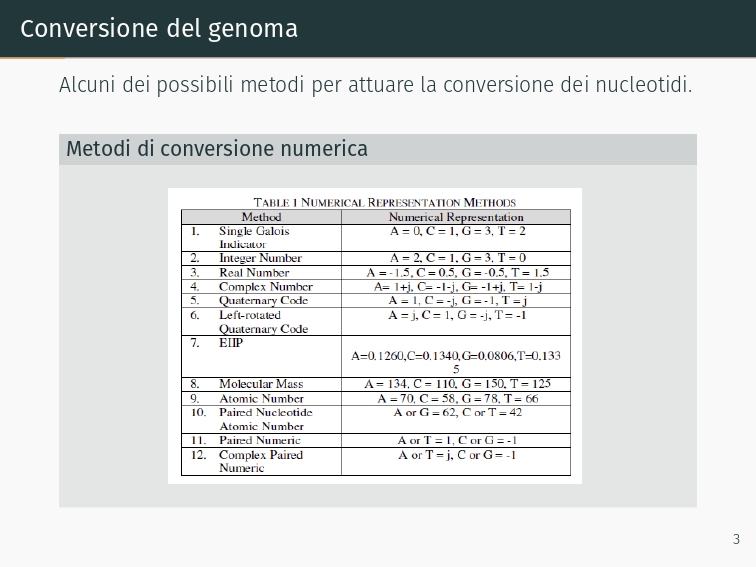 Conversione del genoma
Alcuni dei possibili metodi per attuare la conversione dei nucleotidi.
Metodi di conversione numerica
TABLE 1 NUMERICAL REPRESENTATION METHODS
Method Numerical Representation
1. Single Galois A = 0, C = 1, G = 3, T = 2
Indicator
2. Integer Number A = 2, C = 1, G = 3, T = 0
3. Real Number A = -1.5, C = 0.5, G = -0.5, T = 1.5
4. Complex Number A= 1+j, C= -1-j, G= -1+j, T= 1-j
5. Quaternary Code A = 1, C = -j, G = -1, T = j
6. Left-rotated A = j, C = 1, G = -j, T = -1
Quaternary Code
7. EIIP
A=0.1260,C=0.1340,G=0.0806,T=0.133
5
8. Molecular Mass A = 134, C = 110, G = 150, T = 125
9. Atomic Number A = 70, C = 58, G = 78, T = 66
10. Paired Nucleotide A or G = 62, C or T = 42
Atomic Number
11. Paired Numeric A or T = 1, C or G = -1
12. Complex Paired A or T = j, C or G = -1
Numeric
3